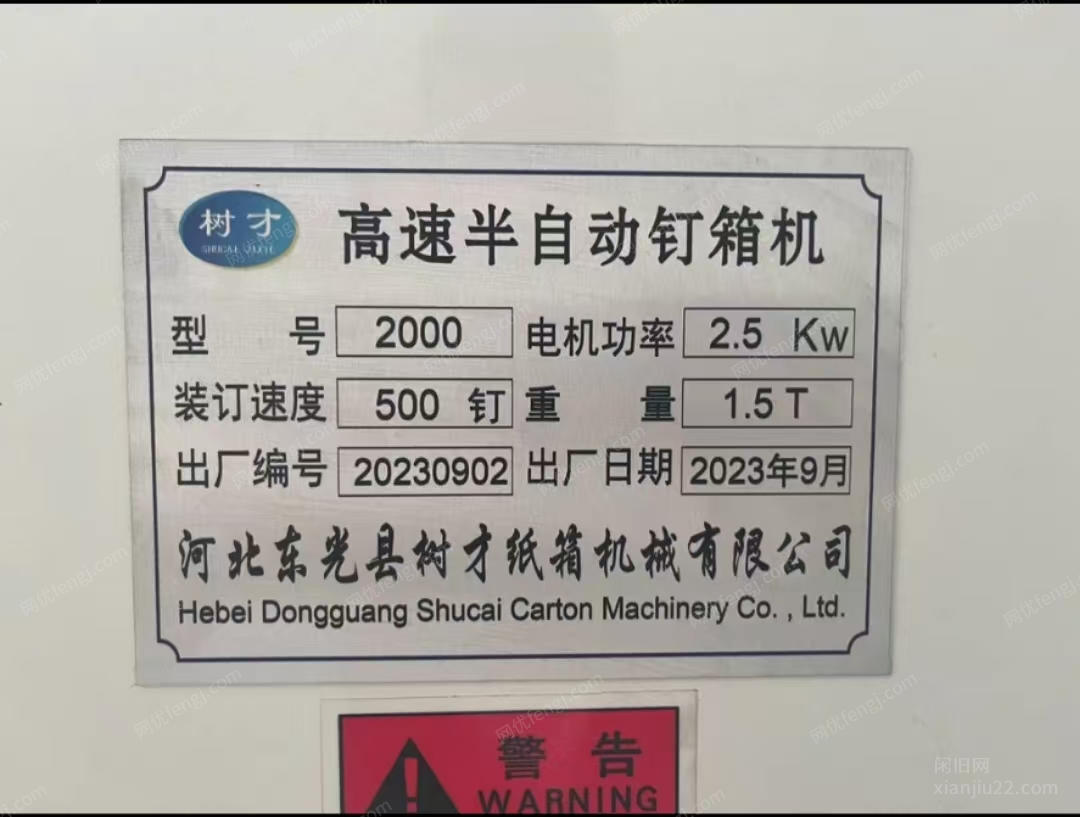 树才
高速半自动钉箱机
型 号 2000 电机功率 2.5 Kw
装订速度 500 钉 重 量 1.5 T
出厂编号 20230902 出厂日期 2023年9月
河北东光县树才纸箱机械有限公司
Hebei Dongguang Shucai Carton Machinery Co. , Ltd.
警 告
WARNING
闲旧网
xianjiu22.com